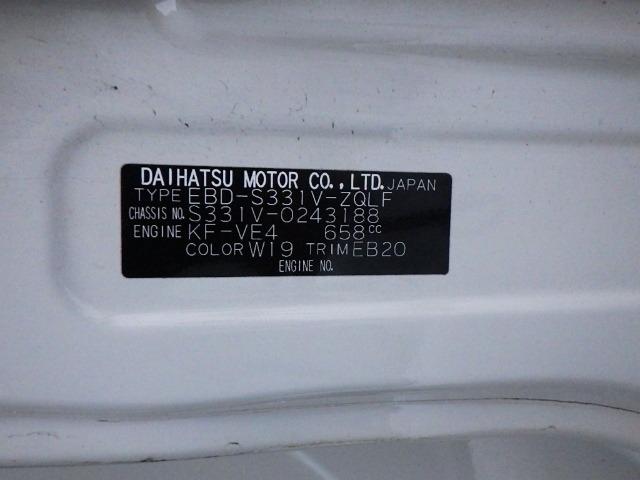 DAIHATSU MOTOR CO.,LTD. JAPAN
TYPE EBD-S331V-ZQLF
CHASSIS NO. S331V-0243188
ENGINE KF-VE4 658cc
COLOR W19 TRIM EB20
ENGINE NO.